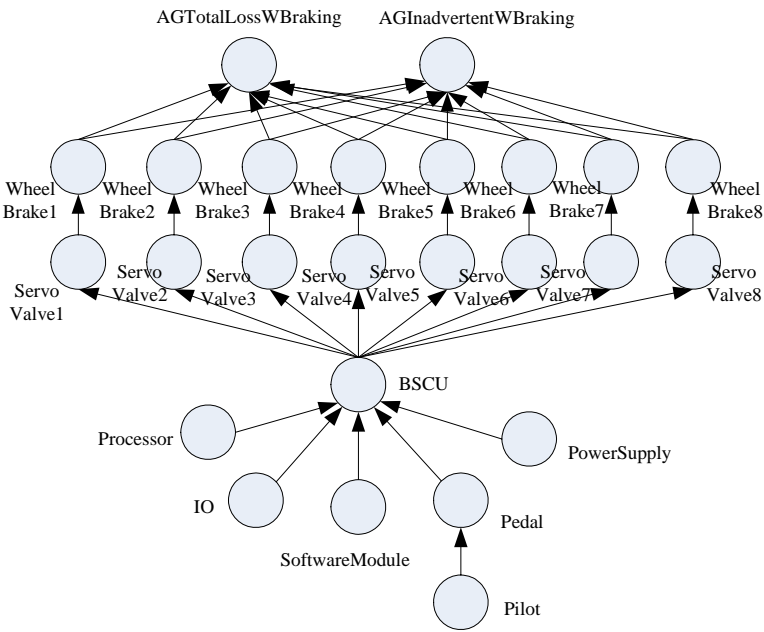 AGTotalLossWBraking
AGInadvertentWBraking
Wheel
Brake1
Wheel
Brake2
Wheel
Brake3
Wheel
Brake4
Wheel
Brake5
Wheel
Brake6
Wheel
Brake7
Wheel
Brake8
Servo
Valve1
Servo
Valve2
Servo
Valve3
Servo
Valve4
Servo
Valve5
Servo
Valve6
Servo
Valve7
Servo
Valve8
BSCU
Processor
PowerSupply
IO
Pedal
SoftwareModule
Pilot